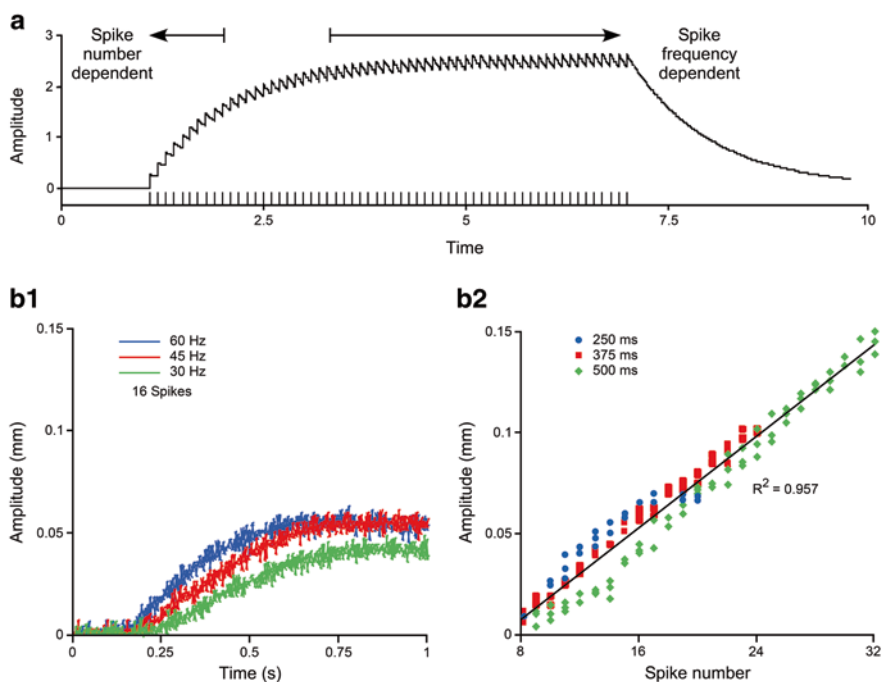 a
Spike
number
dependent
Spike
frequency
dependent
Amplitude
3
2
1
0
0
2.5
5
7.5
10
Time
b1
60 Hz
45 Hz
30 Hz
16 Spikes
Amplitude (mm)
0.15
0.1
0.05
0
0
0.25
0.5
0.75
1
Time (s)
b2
250 ms
375 ms
500 ms
R² = 0.957
Amplitude (mm)
0.15
0.1
0.05
0
8
16
24
32
Spike number